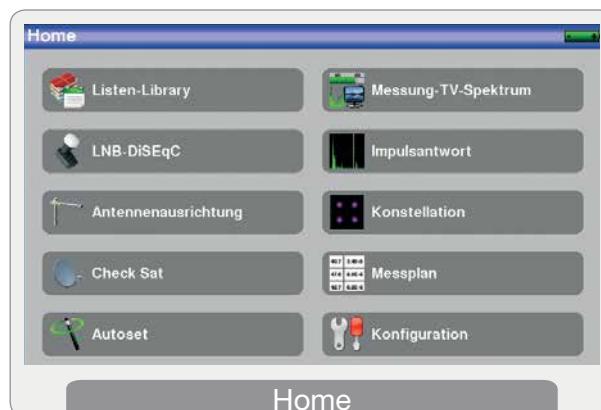 Home
Listen-Library
Messung-TV-Spektrum
LNB-DiSEqC
Impulsantwort
Antennenausrichtung
Konstellation
Check Sat
Messplan
Autoset
Konfiguration
Home